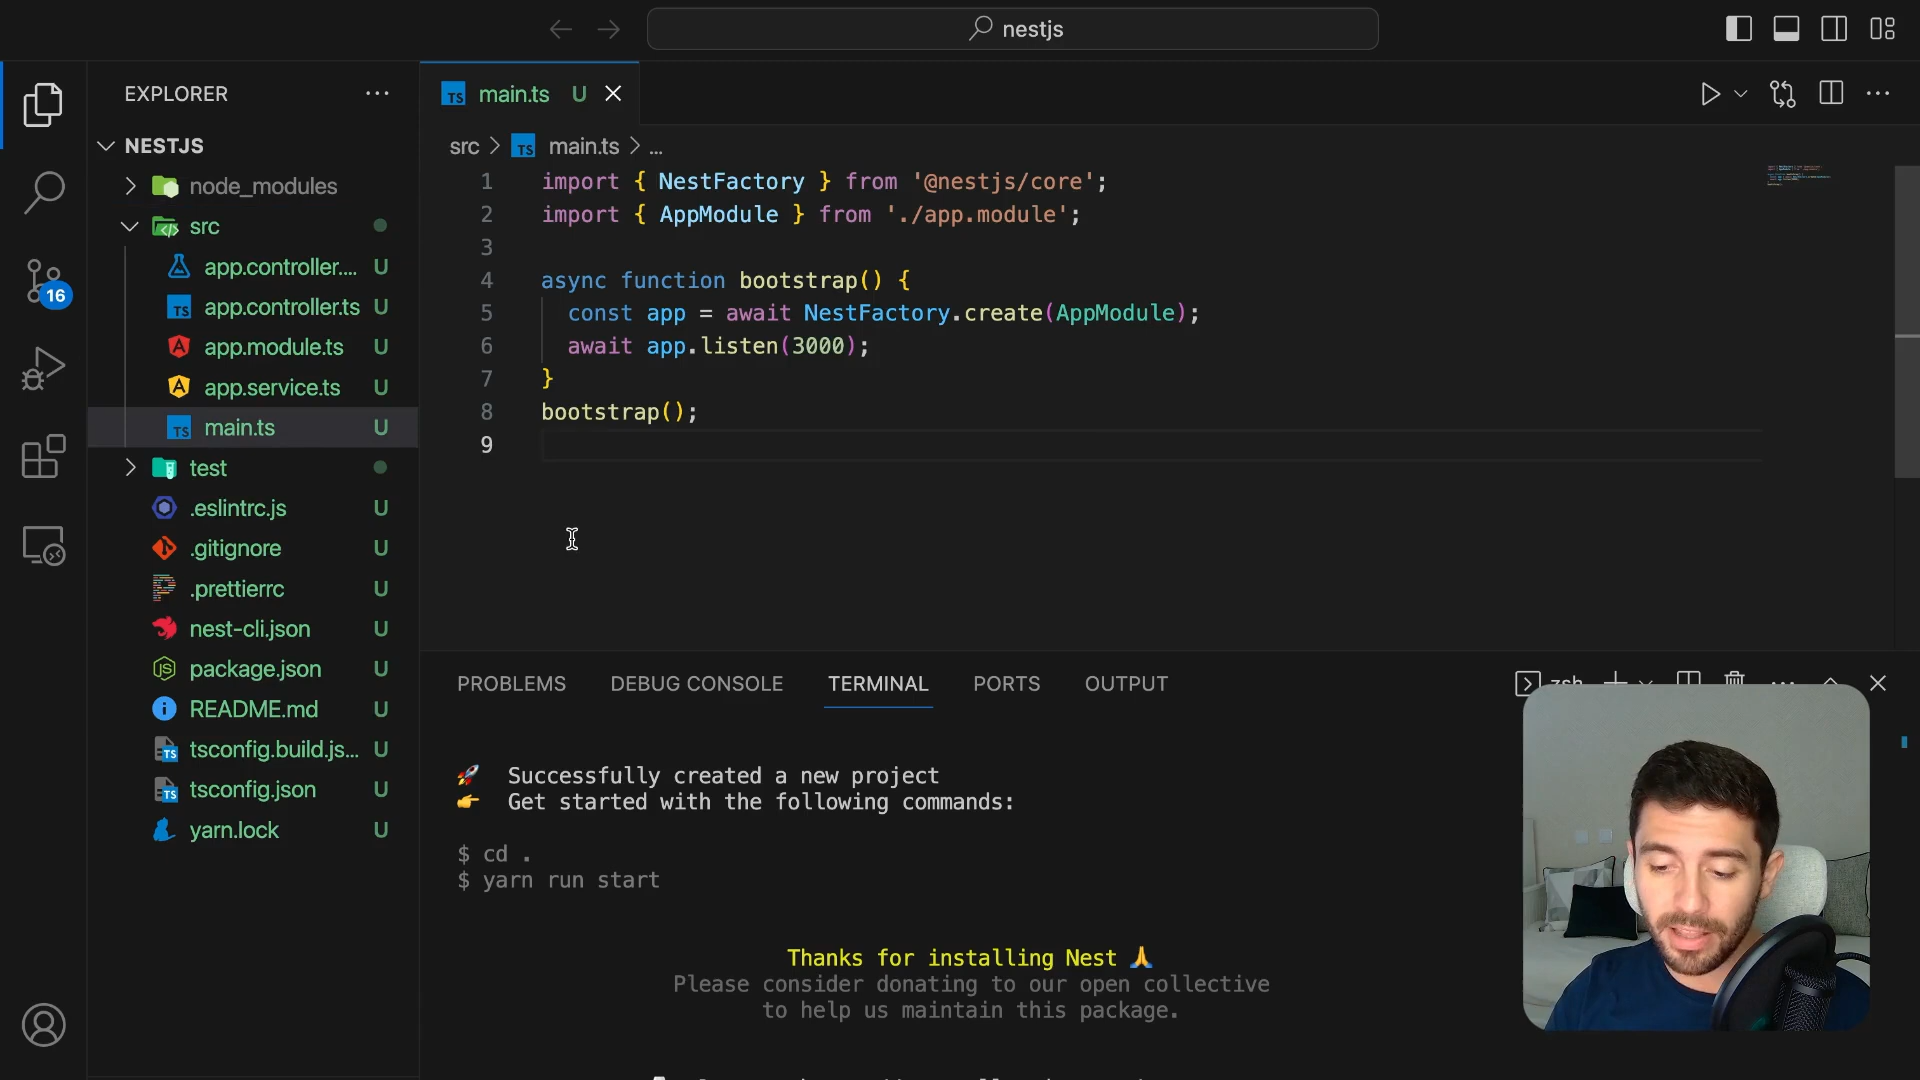 nestjs
EXPLORER
NESTJS
node_modules
src
app.controller.... U
app.controller.ts U
app.module.ts U
app.service.ts U
main.ts U
test
.eslintrc.js U
.gitignore U
.prettierrc U
nest-cli.json U
package.json U
README.md U
tsconfig.build.js... U
tsconfig.json U
yarn.lock U
16
TS main.ts U
src > TS main.ts > ...
1 import { NestFactory } from '@nestjs/core';
2 import { AppModule } from './app.module';
3
4 async function bootstrap() {
5 const app = await NestFactory.create(AppModule);
6 await app.listen(3000);
7 }
8 bootstrap();
9
PROBLEMS DEBUG CONSOLE TERMINAL PORTS OUTPUT
zsh
🚀 Successfully created a new project
👉 Get started with the following commands:
$ cd .
$ yarn run start
Thanks for installing Nest 🙏
Please consider donating to our open collective
to help us maintain this package.